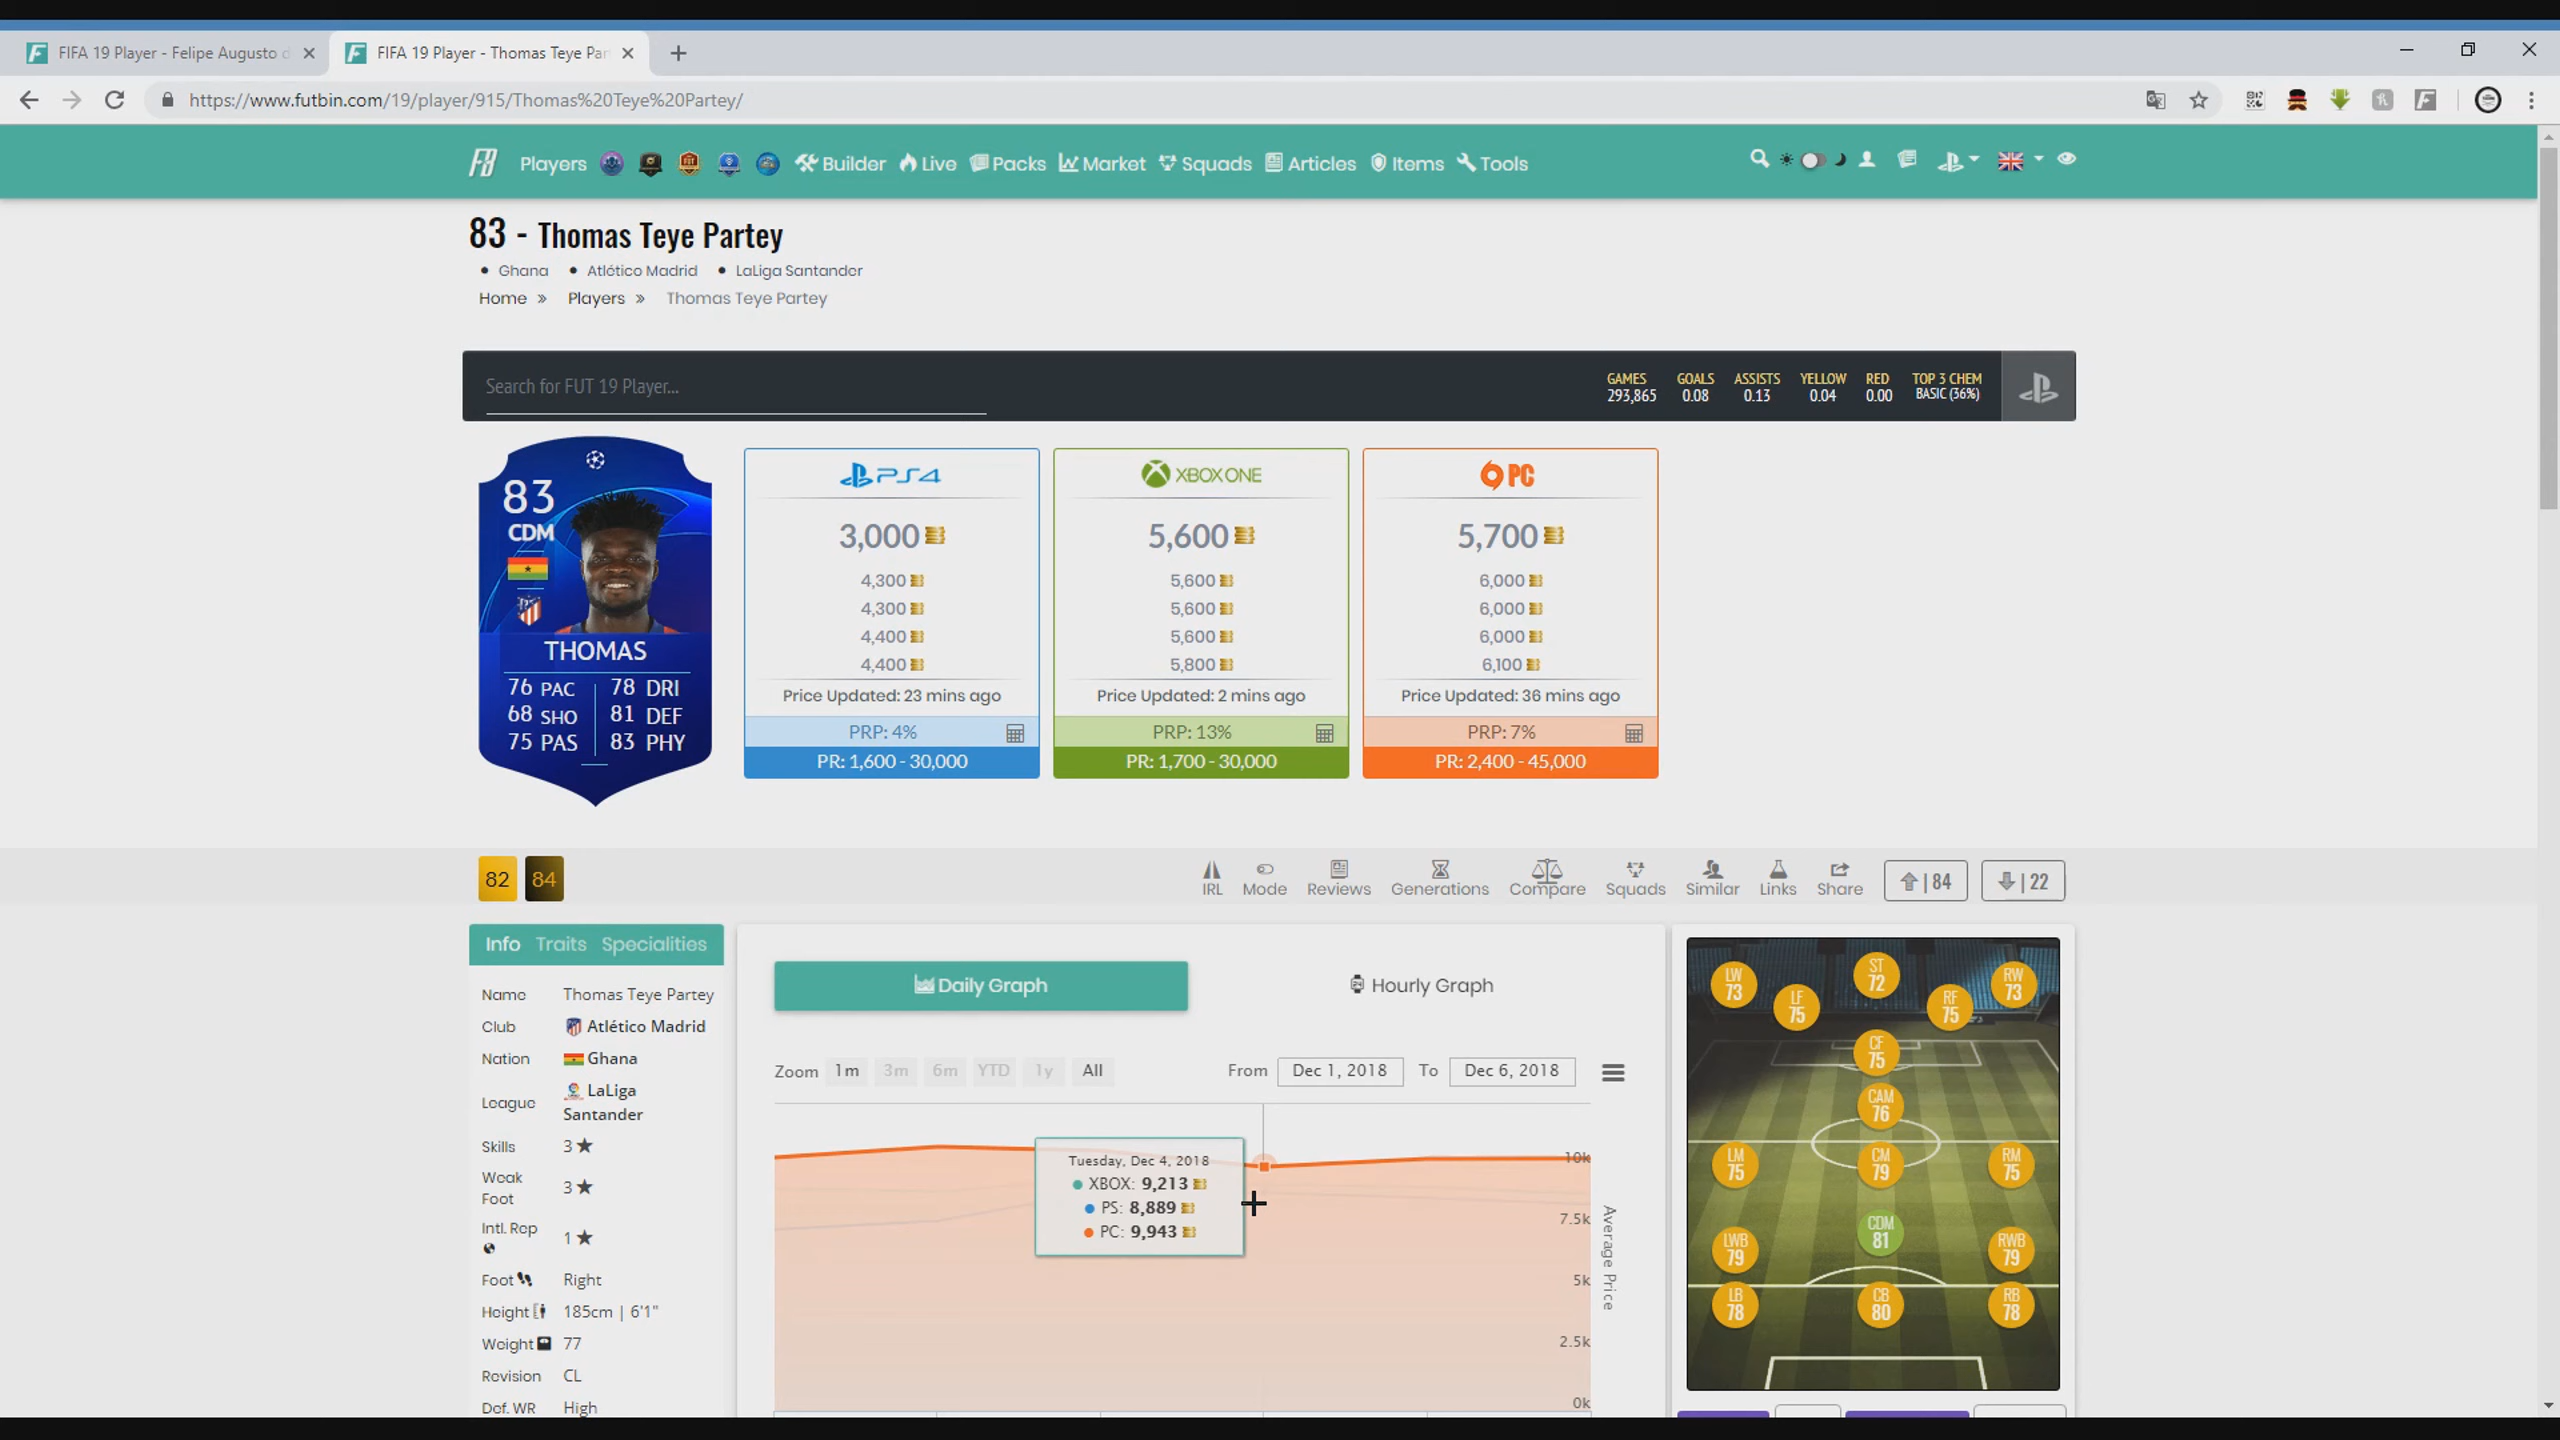 FIFA 19 Player - Felipe Augusto d
FIFA 19 Player - Thomas Teye Par
https://www.futbin.com/19/player/915/Thomas%20Teye%20Partey/
Players Builder Live Packs Market Squads Articles Items Tools
83 - Thomas Teye Partey
• Ghana • Atlético Madrid • LaLiga Santander
Home » Players » Thomas Teye Partey
Search for FUT 19 Player...
GAMES GOALS ASSISTS YELLOW RED TOP 3 CHEM
293,865 0.08 0.13 0.04 0.00 BASIC (36%)
83
CDM
THOMAS
76 PAC 78 DRI
68 SHO 81 DEF
75 PAS 83 PHY
PS4
3,000
4,300
4,300
4,400
4,400
Price Updated: 23 mins ago
PRP: 4%
PR: 1,600 - 30,000
XBOX ONE
5,600
5,600
5,600
5,600
5,800
Price Updated: 2 mins ago
PRP: 13%
PR: 1,700 - 30,000
PC
5,700
6,000
6,000
6,000
6,100
Price Updated: 36 mins ago
PRP: 7%
PR: 2,400 - 45,000
82 84
IRL Mode Reviews Generations Compare Squads Similar Links Share | 84 | 22
Info Traits Specialities
Name Thomas Teye Partey
Club Atlético Madrid
Nation Ghana
League LaLiga Santander
Skills 3
Weak Foot 3
Intl. Rep 1
Foot Right
Height 185cm | 6'1"
Weight 77
Revision CL
Def. WR High
Daily Graph Hourly Graph
Zoom 1m 3m 6m YTD 1y All From Dec 1, 2018 To Dec 6, 2018
Tuesday, Dec 4, 2018
XBOX: 9,213
PS: 8,889
PC: 9,943
10k
7.5k
5k
2.5k
0k
Average Price
LW 73
ST 72
RW 73
LF 75
RF 75
CF 75
CAM 76
LM 75
CM 79
RM 75
CDM 81
LWB 79
RWB 79
LB 78
CB 80
RB 78